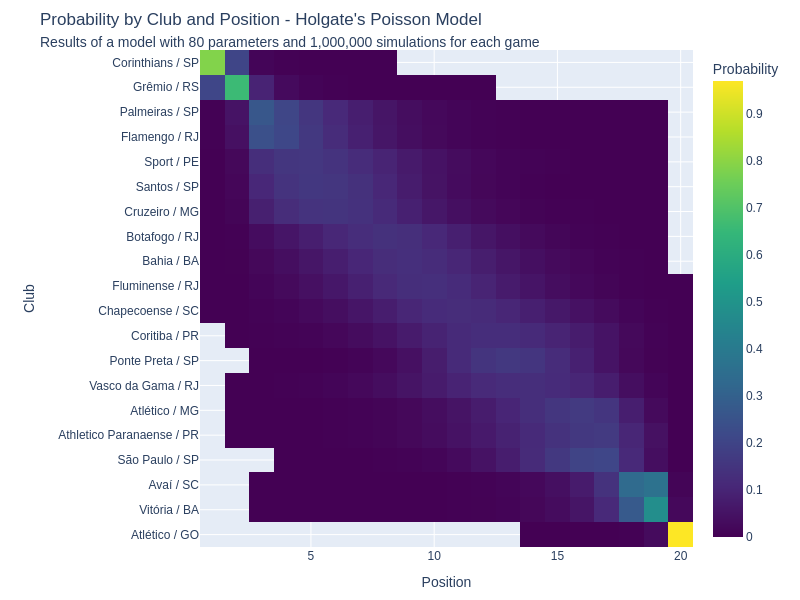 Probability by Club and Position - Holgate's Poisson Model
Results of a model with 80 parameters and 1,000,000 simulations for each game
Probability
Corinthians / SP
Grêmio / RS
Palmeiras / SP
Flamengo / RJ
Sport / PE
Santos / SP
Cruzeiro / MG
Botafogo / RJ
Bahia / BA
Fluminense / RJ
Chapecoense / SC
Coritiba / PR
Ponte Preta / SP
Vasco da Gama / RJ
Atlético / MG
Athletico Paranaense / PR
São Paulo / SP
Avaí / SC
Vitória / BA
Atlético / GO
Club
0.9
0.8
0.7
0.6
0.5
0.4
0.3
0.2
0.1
0
5
10
15
20
Position